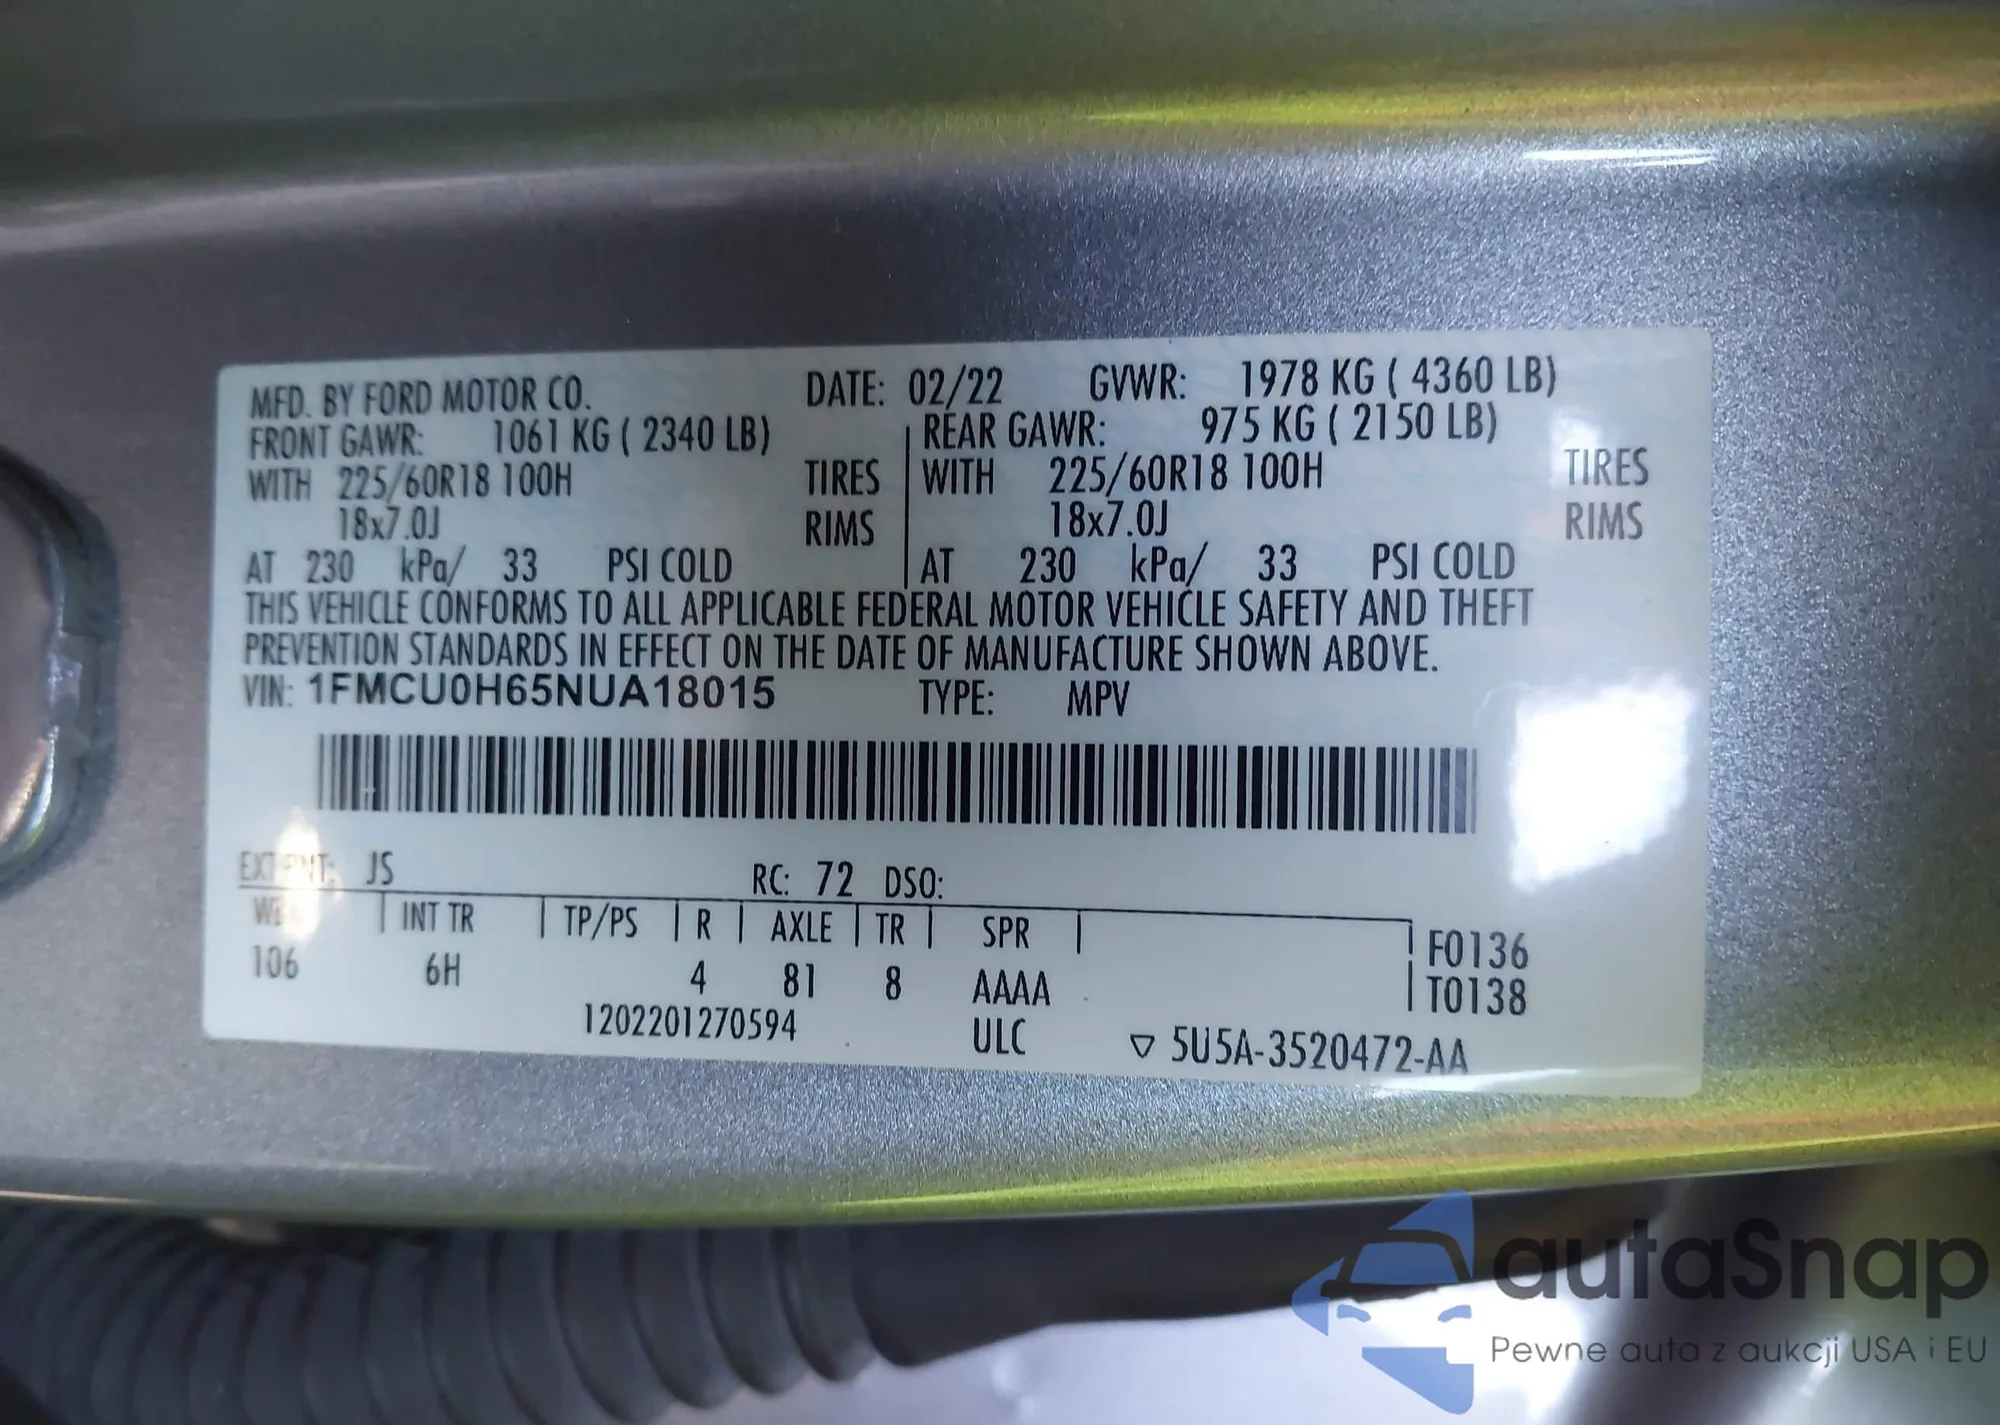 MFD. BY FORD MOTOR CO. DATE: 02/22 GVWR: 1978 KG ( 4360 LB)
FRONT GAWR: 1061 KG ( 2340 LB) REAR GAWR: 975 KG ( 2150 LB)
WITH 225/60R18 100H TIRES WITH 225/60R18 100H TIRES
18x7.0J RIMS 18x7.0J RIMS
AT 230 kPa/ 33 PSI COLD AT 230 kPa/ 33 PSI COLD
THIS VEHICLE CONFORMS TO ALL APPLICABLE FEDERAL MOTOR VEHICLE SAFETY AND THEFT
PREVENTION STANDARDS IN EFFECT ON THE DATE OF MANUFACTURE SHOWN ABOVE.
VIN: 1FMCU0H65NUA18015 TYPE: MPV
EXT PNT: JS RC: 72 DSO:
WB INT TR TP/PS R AXLE TR SPR F0136
106 6H 4 81 8 AAAA T0138
1202201270594 ULC ▽ 5U5A-3520472-AA
autaSnap
Pewne auta z aukcji USA i EU